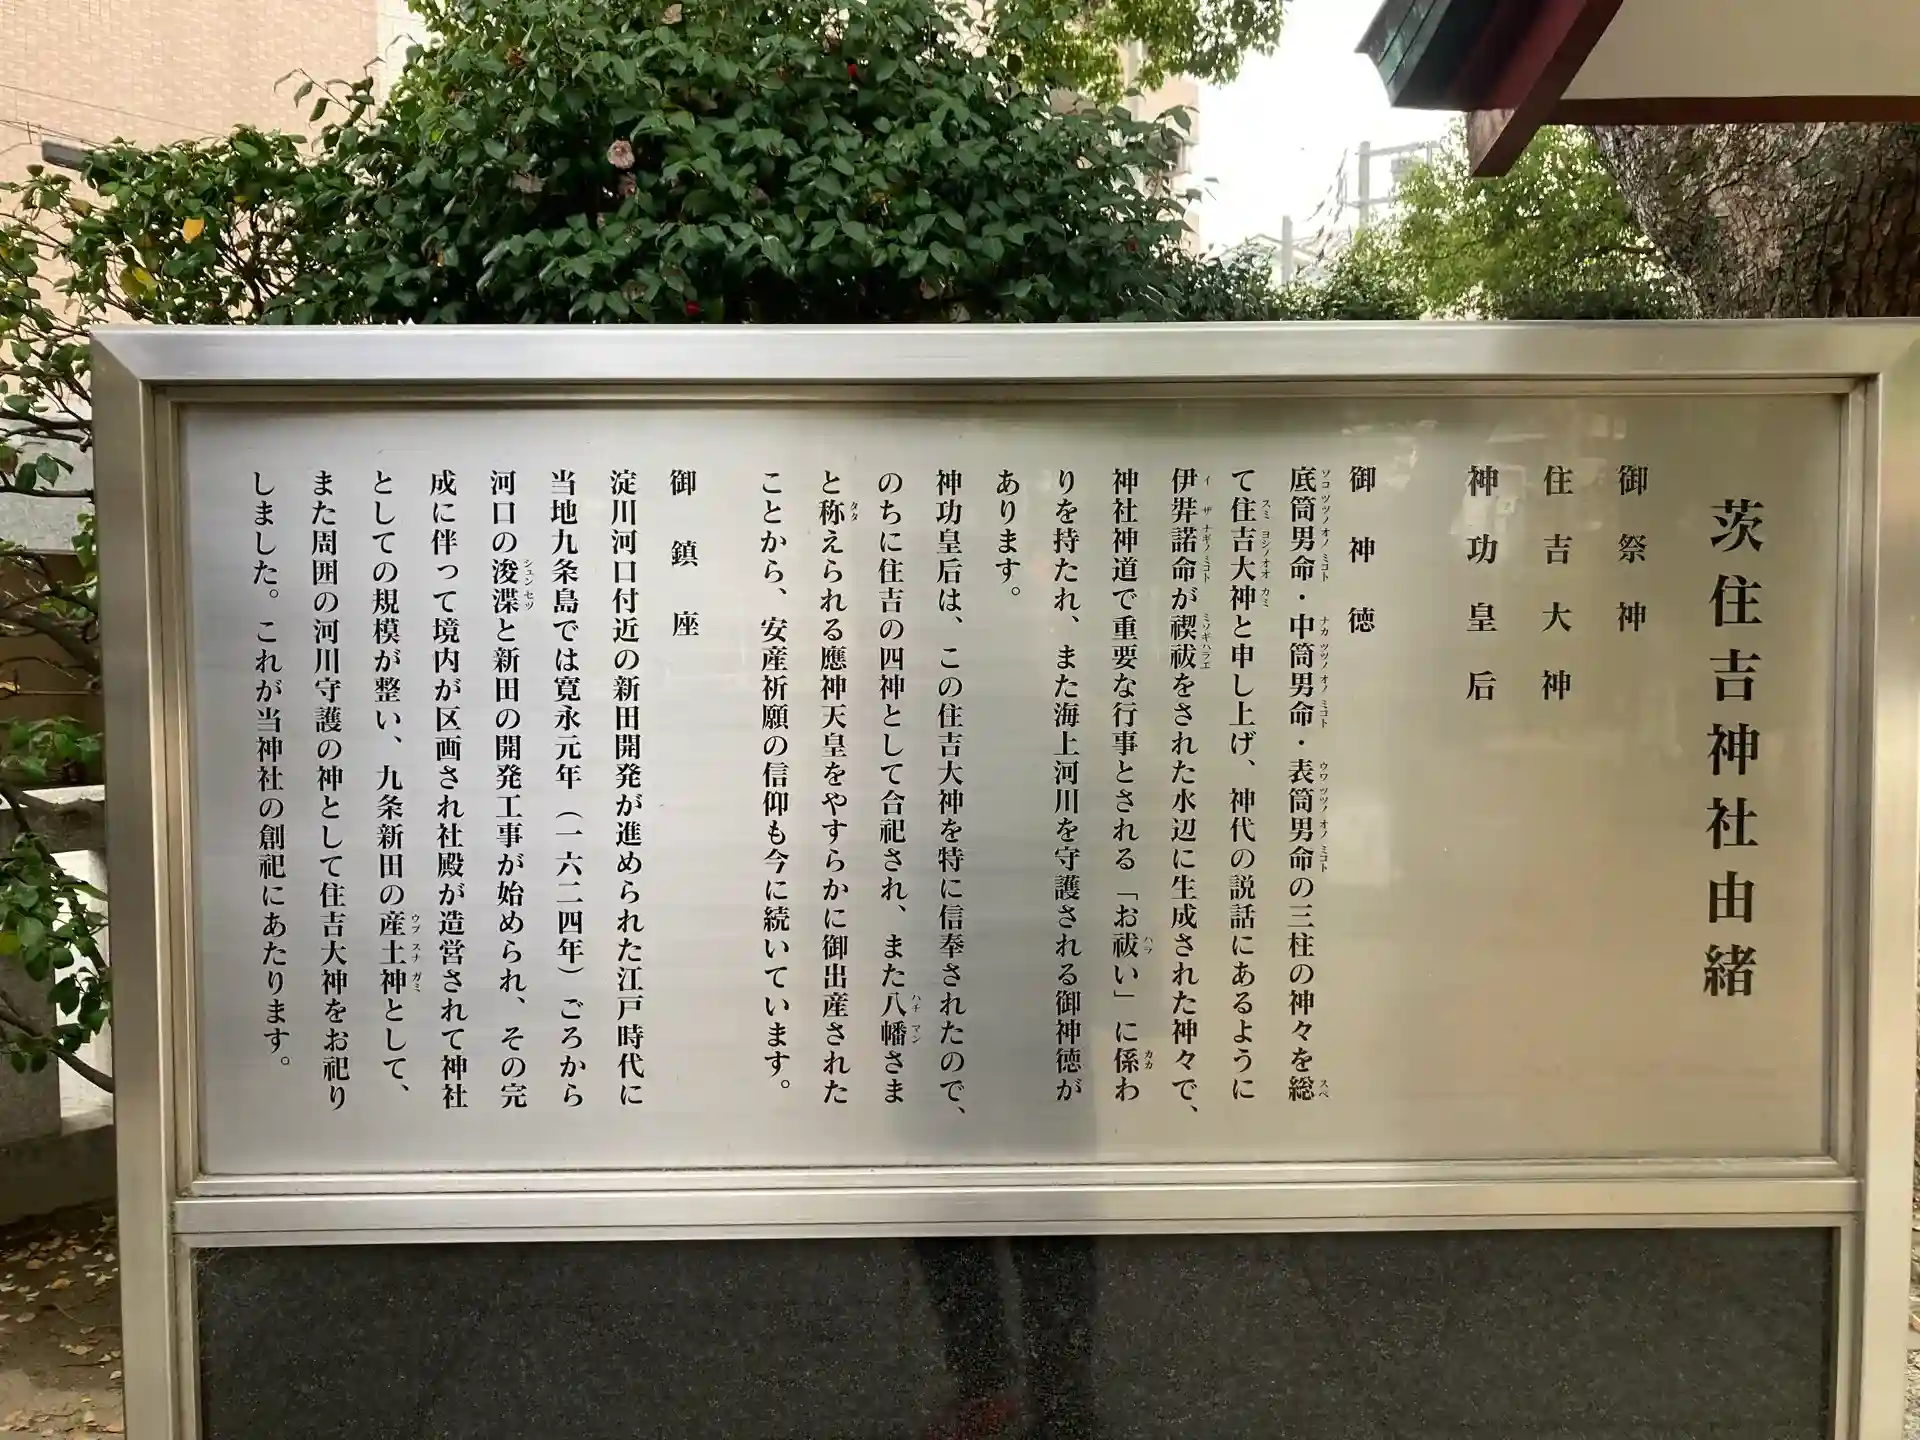 茨住吉神社由緒
御祭神
住吉大神
神功皇后
御神徳
底筒男命・中筒男命・表筒男命の三柱の神々を総
て住吉大神と申し上げ、神代の説話にあるように
伊弉諾命が禊祓をされた水辺に生成された神々で、
神社神道で重要な行事とされる「お祓い」に係わ
りを持たれ、また海上河川を守護される御神徳が
あります。
神功皇后は、この住吉大神を特に信奉されたので、
のちに住吉の四神として合祀され、また八幡さま
と称えられる應神天皇をやすらかに御出産された
ことから、安産祈願の信仰も今に続いています。
御鎮座
淀川河口付近の新田開発が進められた江戸時代に
当地九条島では寛永元年（一六二四年）ごろから
河口の浚渫と新田の開発工事が始められ、その完
成に伴って境内が区画され社殿が造営されて神社
としての規模が整い、九条新田の産土神として、
また周囲の河川守護の神として住吉大神をお祀り
しました。これが当神社の創祀にあたります。